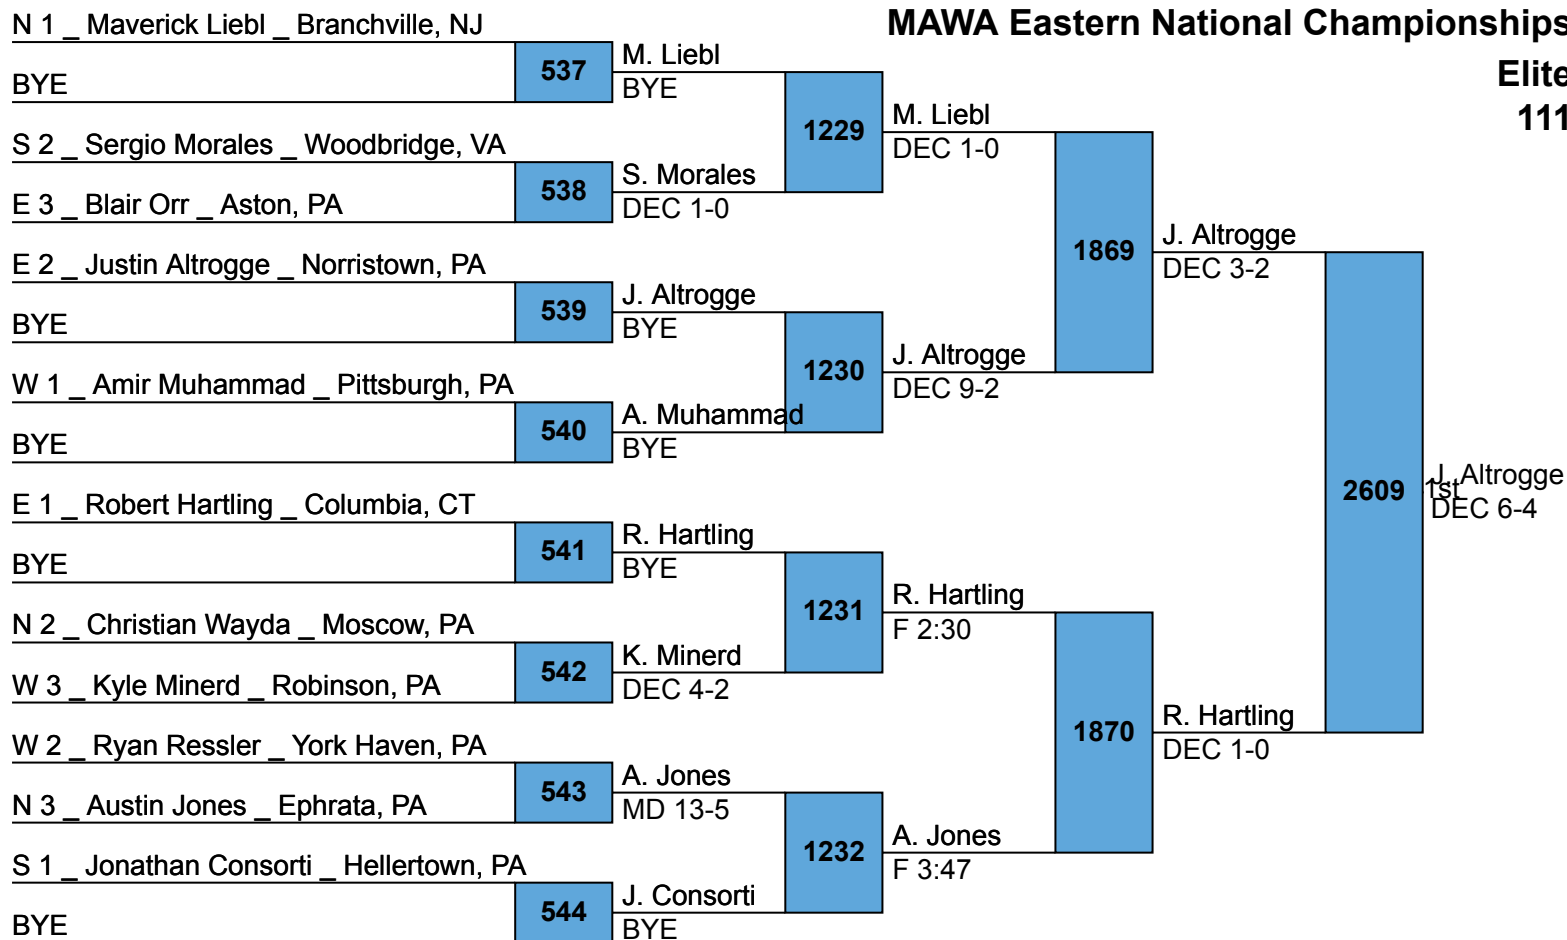 MAWA Eastern National Championships
Elite
111
N 1 _ Maverick Liebl _ Branchville, NJ
537
M. Liebl
BYE
BYE
1229
M. Liebl
DEC 1-0
S 2 _ Sergio Morales _ Woodbridge, VA
538
S. Morales
DEC 1-0
E 3 _ Blair Orr _ Aston, PA
1869
J. Altrogge
DEC 3-2
E 2 _ Justin Altrogge _ Norristown, PA
539
J. Altrogge
BYE
BYE
1230
J. Altrogge
DEC 9-2
W 1 _ Amir Muhammad _ Pittsburgh, PA
540
A. Muhammad
BYE
BYE
2609
1st
J. Altrogge
DEC 6-4
E 1 _ Robert Hartling _ Columbia, CT
541
R. Hartling
BYE
BYE
1231
R. Hartling
F 2:30
N 2 _ Christian Wayda _ Moscow, PA
542
K. Minerd
DEC 4-2
W 3 _ Kyle Minerd _ Robinson, PA
1870
R. Hartling
DEC 1-0
W 2 _ Ryan Ressler _ York Haven, PA
543
A. Jones
MD 13-5
N 3 _ Austin Jones _ Ephrata, PA
1232
A. Jones
F 3:47
S 1 _ Jonathan Consorti _ Hellertown, PA
544
J. Consorti
BYE
BYE